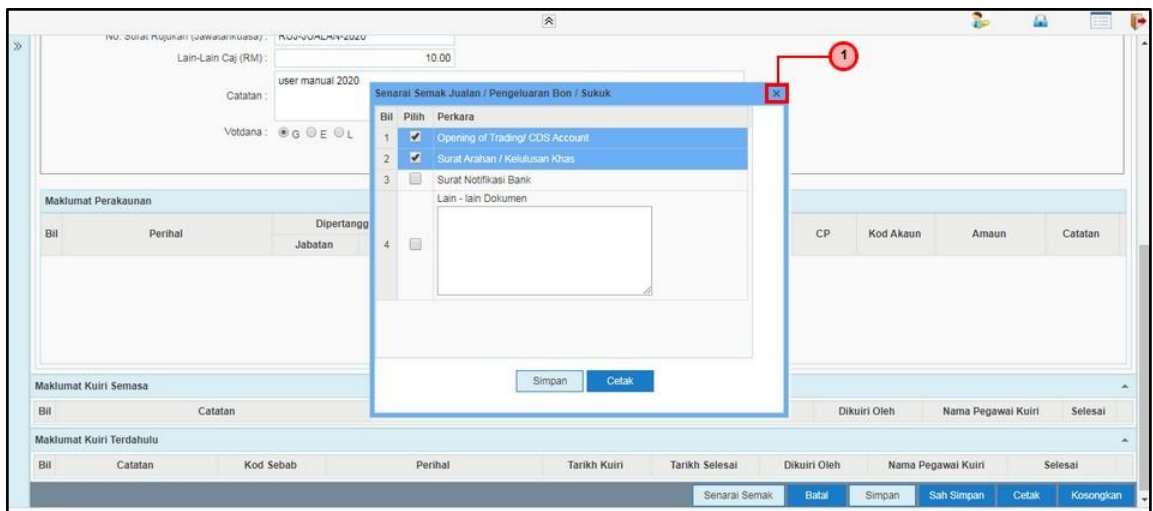 No. Surat Rujukan (Jawatankuasa) : RUJ-JUALAN-2020
Lain-Lain Caj (RM) : 10.00
Catatan : user manual 2020
Votdana : G E L
1
Senarai Semak Jualan / Pengeluaran Bon / Sukuk ×
Bil Pilih Perkara
1 Opening of Trading/ CDS Account
2 Surat Arahan / Kelulusan Khas
3 Surat Notifikasi Bank
4 Lain - lain Dokumen
Simpan Cetak
Maklumat Perakaunan
Bil Perihal Dipertangg CP Kod Akaun Amaun Catatan
Jabatan
Maklumat Kuiri Semasa
Bil Catatan Dikuiri Oleh Nama Pegawai Kuiri Selesai
Maklumat Kuiri Terdahulu
Bil Catatan Kod Sebab Perihal Tarikh Kuiri Tarikh Selesai Dikuiri Oleh Nama Pegawai Kuiri Selesai
Senarai Semak Batal Simpan Sah Simpan Cetak Kosongkan